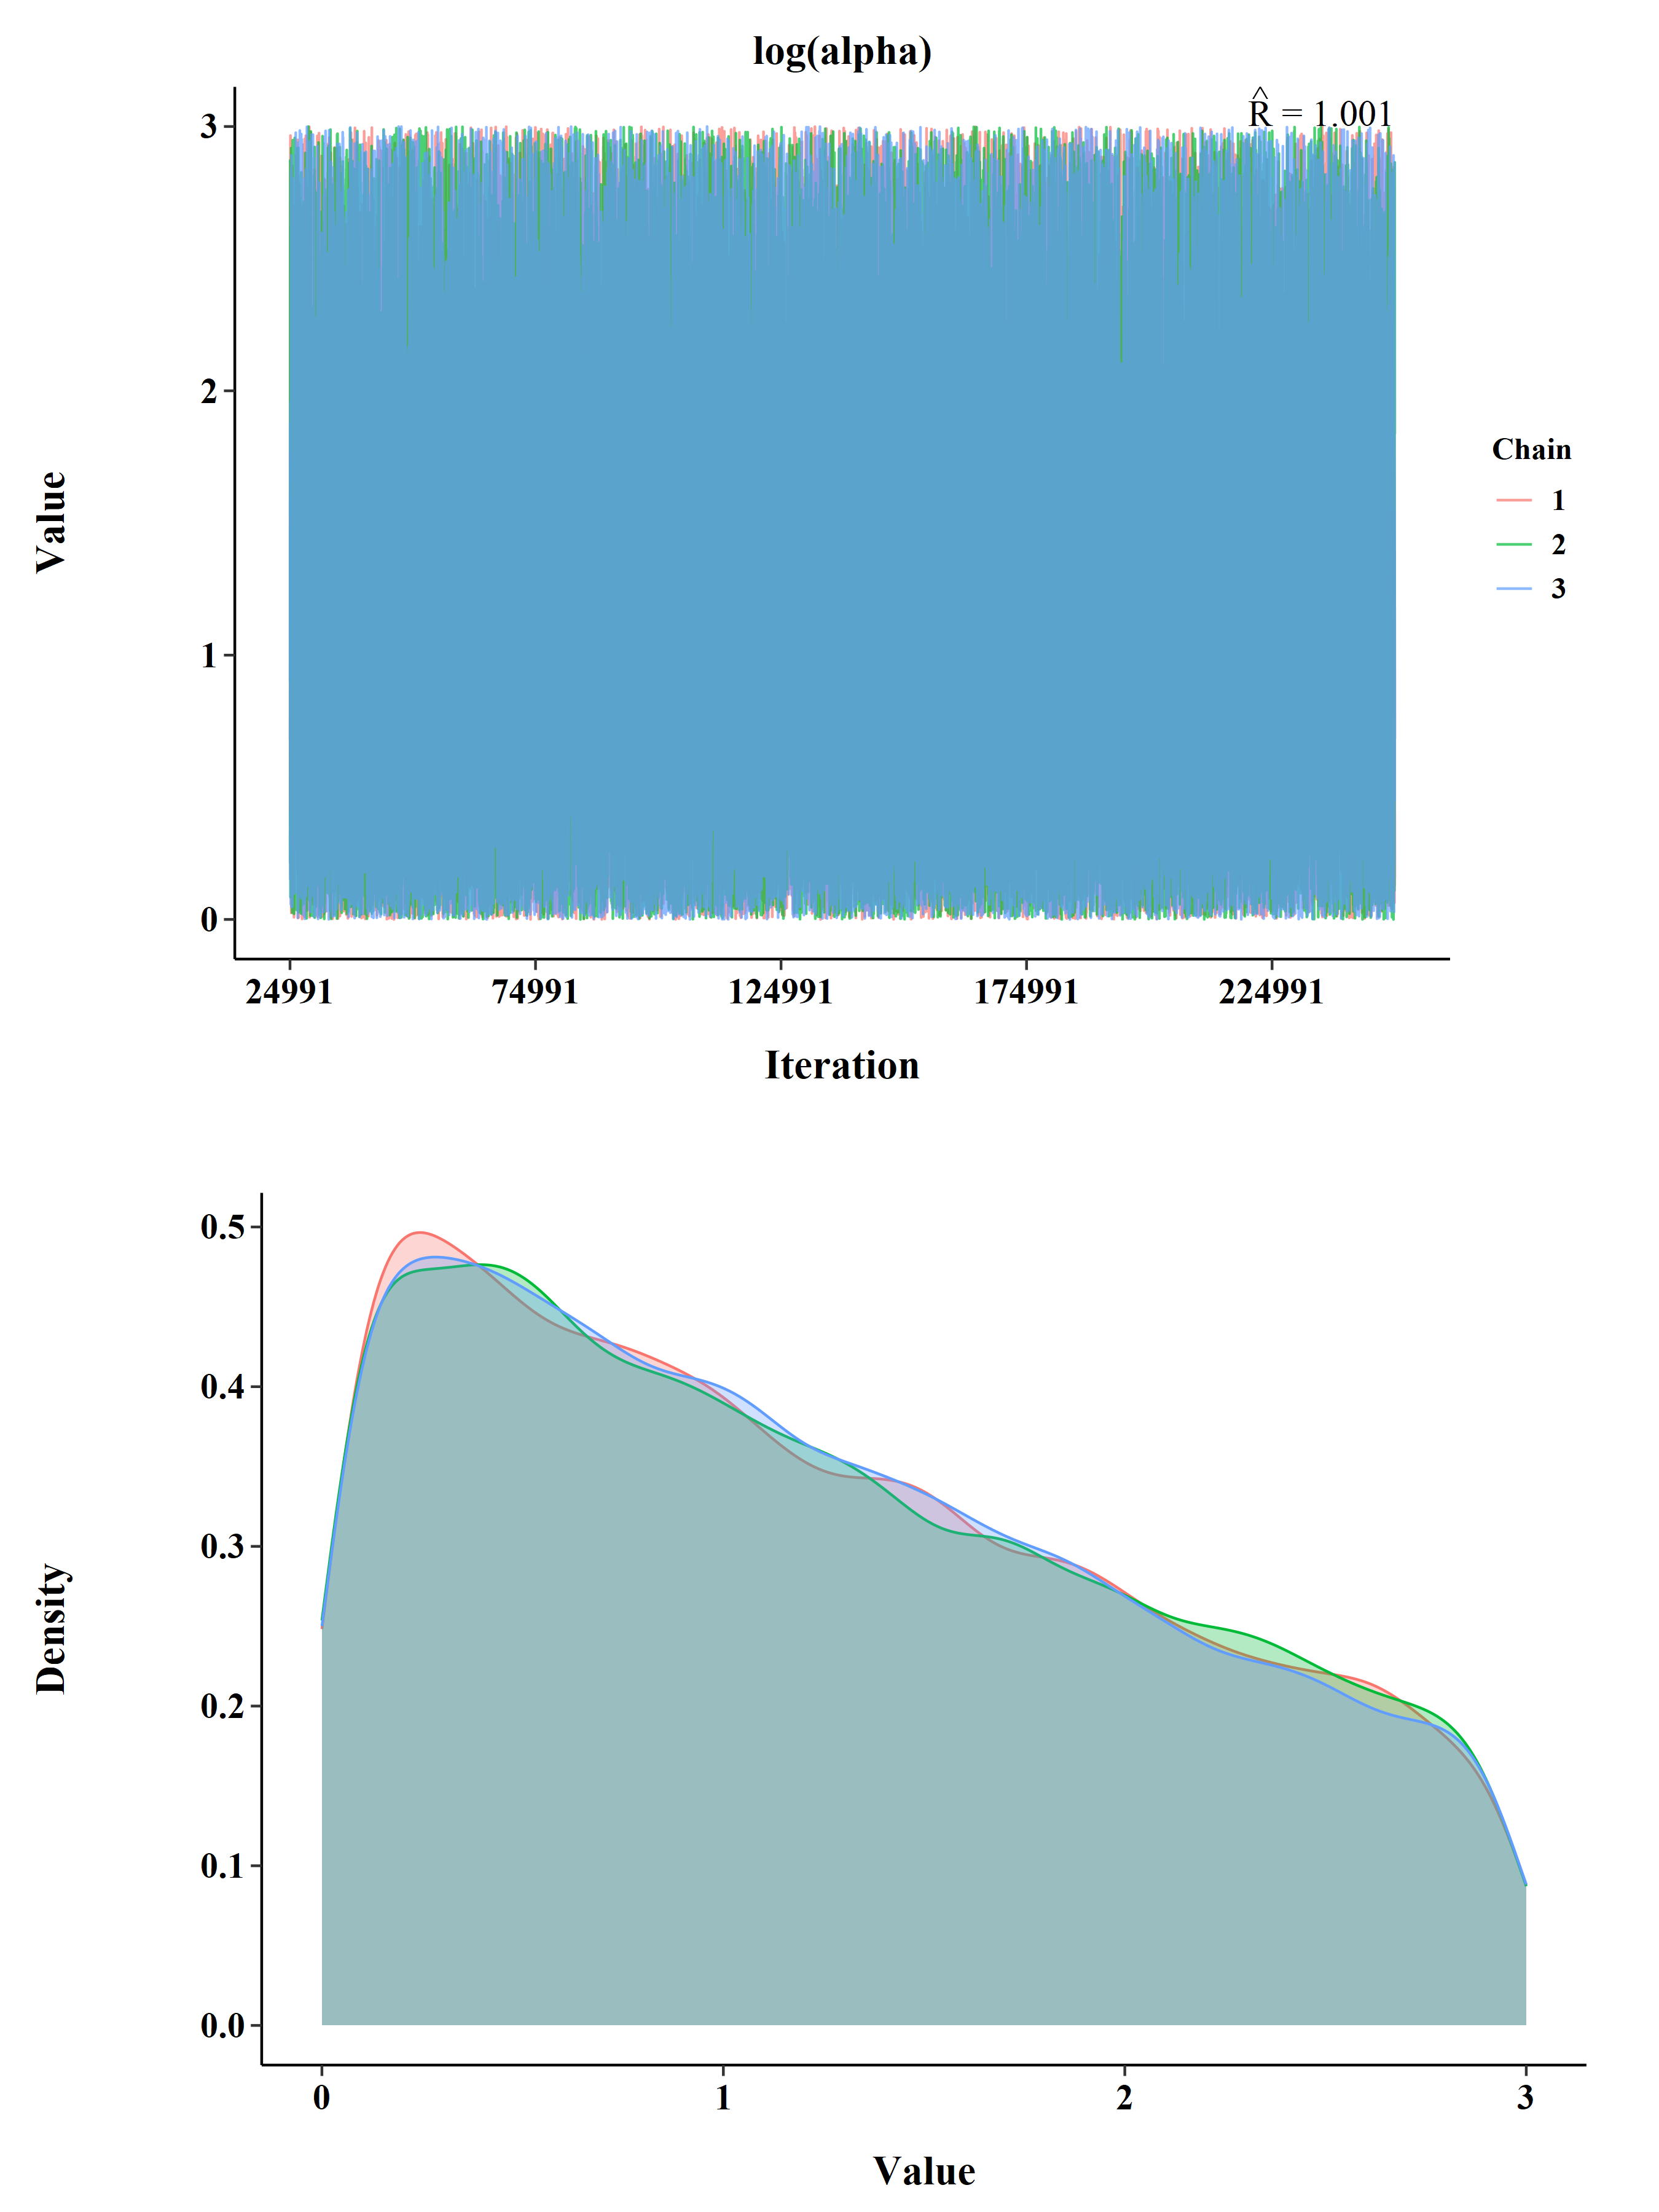 log(alpha)
R̂ = 1.001
3
2
1
0
Value
24991 74991 124991 174991 224991
Iteration
Chain
1
2
3
0.5
0.4
0.3
0.2
0.1
0.0
Density
0 1 2 3
Value